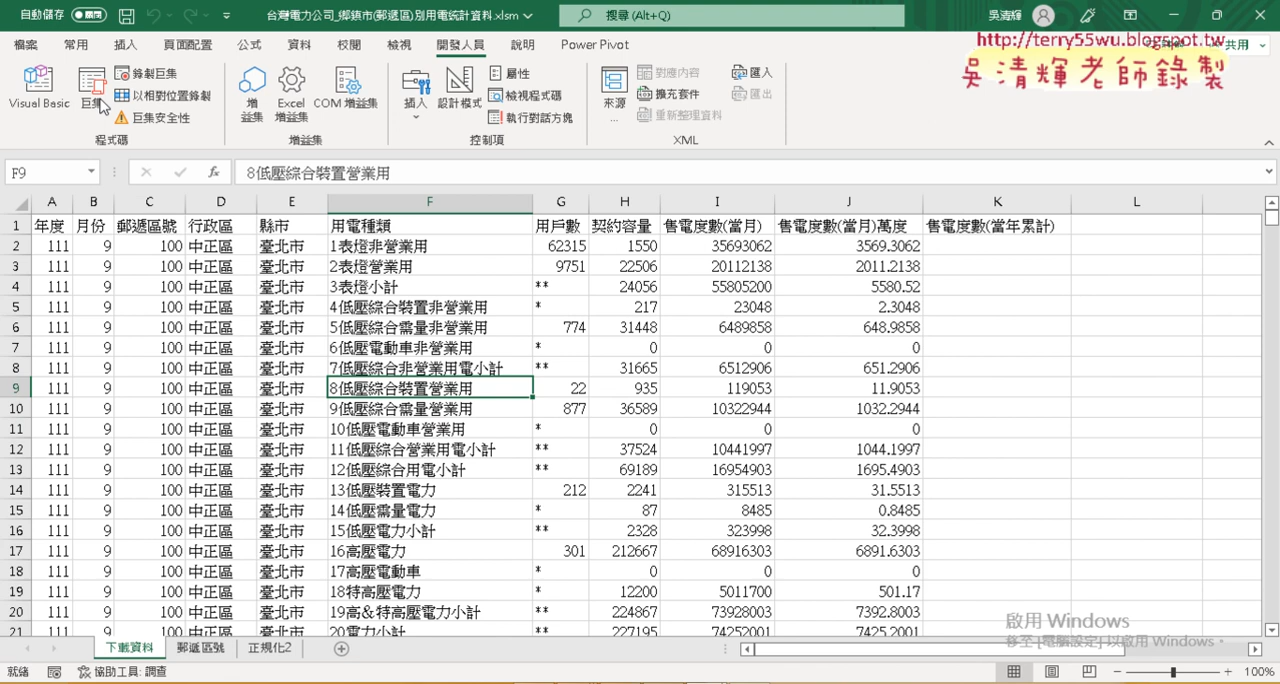 自動儲存 關閉 台灣電力公司_鄉鎮市(郵遞區)別用電統計資料.xlsm 搜尋 (Alt+Q) 吳清輝
檔案 常用 插入 頁面配置 公式 資料 校閱 檢視 開發人員 說明 Power Pivot 共用
http://terry55wu.blogspot.tw
吳清輝老師錄製
Visual Basic 巨集 錄製巨集 以相對位置錄製 巨集安全性 程式碼
增益集 Excel 增益集 COM 增益集 增益集
插入 設計模式 屬性 檢視程式碼 執行對話方塊 控制項
來源 ... 對應內容 擴充套件 重新整理資料 匯入 匯出 XML
F9 fx 8低壓綜合裝置營業用
A B C D E F G H I J K L
1 年度 月份 郵遞區號 行政區 縣市 用電種類 用戶數 契約容量 售電度數(當月) 售電度數(當月)萬度 售電度數(當年累計)
2 111 9 100 中正區 臺北市 1表燈非營業用 62315 1550 35693062 3569.3062
3 111 9 100 中正區 臺北市 2表燈營業用 9751 22506 20112138 2011.2138
4 111 9 100 中正區 臺北市 3表燈小計 ** 24056 55805200 5580.52
5 111 9 100 中正區 臺北市 4低壓綜合裝置非營業用 * 217 23048 2.3048
6 111 9 100 中正區 臺北市 5低壓綜合需量非營業用 774 31448 6489858 648.9858
7 111 9 100 中正區 臺北市 6低壓電動車非營業用 * 0 0 0
8 111 9 100 中正區 臺北市 7低壓綜合非營業用電小計 ** 31665 6512906 651.2906
9 111 9 100 中正區 臺北市 8低壓綜合裝置營業用 22 935 119053 11.9053
10 111 9 100 中正區 臺北市 9低壓綜合需量營業用 877 36589 10322944 1032.2944
11 111 9 100 中正區 臺北市 10低壓電動車營業用 * 0 0 0
12 111 9 100 中正區 臺北市 11低壓綜合營業用電小計 ** 37524 10441997 1044.1997
13 111 9 100 中正區 臺北市 12低壓綜合用電小計 ** 69189 16954903 1695.4903
14 111 9 100 中正區 臺北市 13低壓裝置電力 212 2241 315513 31.5513
15 111 9 100 中正區 臺北市 14低壓需量電力 * 87 8485 0.8485
16 111 9 100 中正區 臺北市 15低壓電力小計 ** 2328 323998 32.3998
17 111 9 100 中正區 臺北市 16高壓電力 301 212667 68916303 6891.6303
18 111 9 100 中正區 臺北市 17高壓電動車 * 0 0 0
19 111 9 100 中正區 臺北市 18特高壓電力 * 12200 5011700 501.17
20 111 9 100 中正區 臺北市 19高&特高壓電力小計 ** 224867 73928003 7392.8003
21 111 9 100 中正區 臺北市 20電力小計 ** 227195 74252001 7425.2001
啟用 Windows
移至 [電腦設定] 以啟用 Windows。
下載資料 郵遞區號 正規化2
就緒 協助工具: 調查 100%